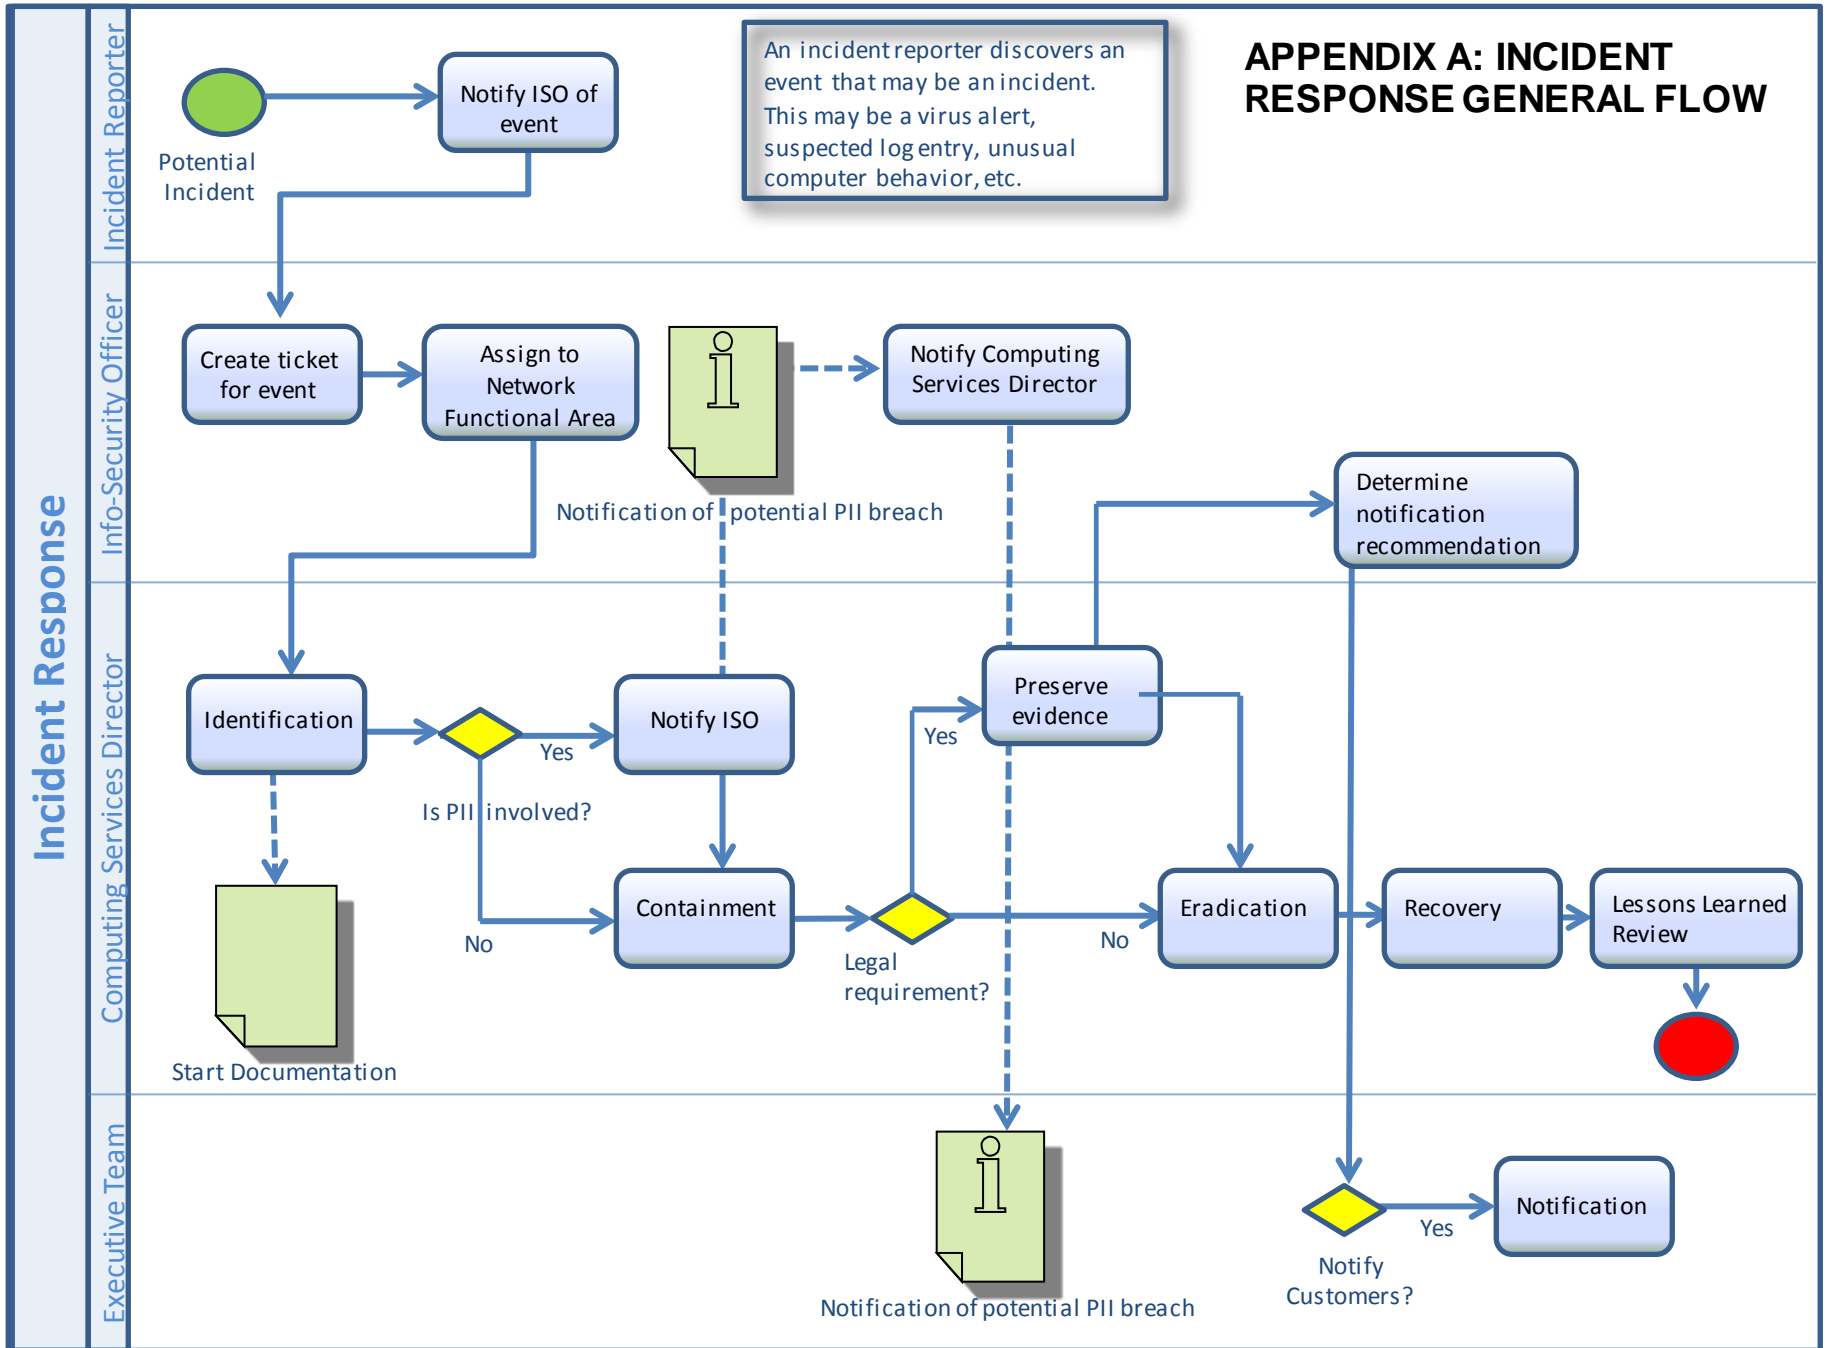 APPENDIX A: INCIDENT
RESPONSE GENERAL FLOW
Incident Response
Incident Reporter
Potential
Incident
Notify ISO of
event
An incident reporter discovers an
event that may be an incident.
This may be a virus alert,
suspected log entry, unusual
computer behavior, etc.
Info-Security Officer
Create ticket
for event
Assign to
Network
Functional Area
Notification of potential PII breach
Notify Computing
Services Director
Determine
notification
recommendation
Computing Services Director
Identification
Start Documentation
Is PII involved?
Yes
No
Notify ISO
Containment
Legal
requirement?
Yes
No
Preserve
evidence
Eradication
Recovery
Lessons Learned
Review
Executive Team
Notification of potential PII breach
Notify
Customers?
Yes
Notification